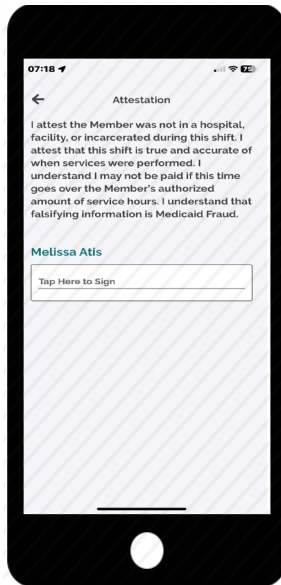 07:18
75
Attestation
I attest the Member was not in a hospital,
facility, or incarcerated during this shift. I
attest that this shift is true and accurate of
when services were performed. I
understand I may not be paid if this time
goes over the Member's authorized
amount of service hours. I understand that
falsifying information is Medicaid Fraud.
Melissa Atis
Tap Here to Sign